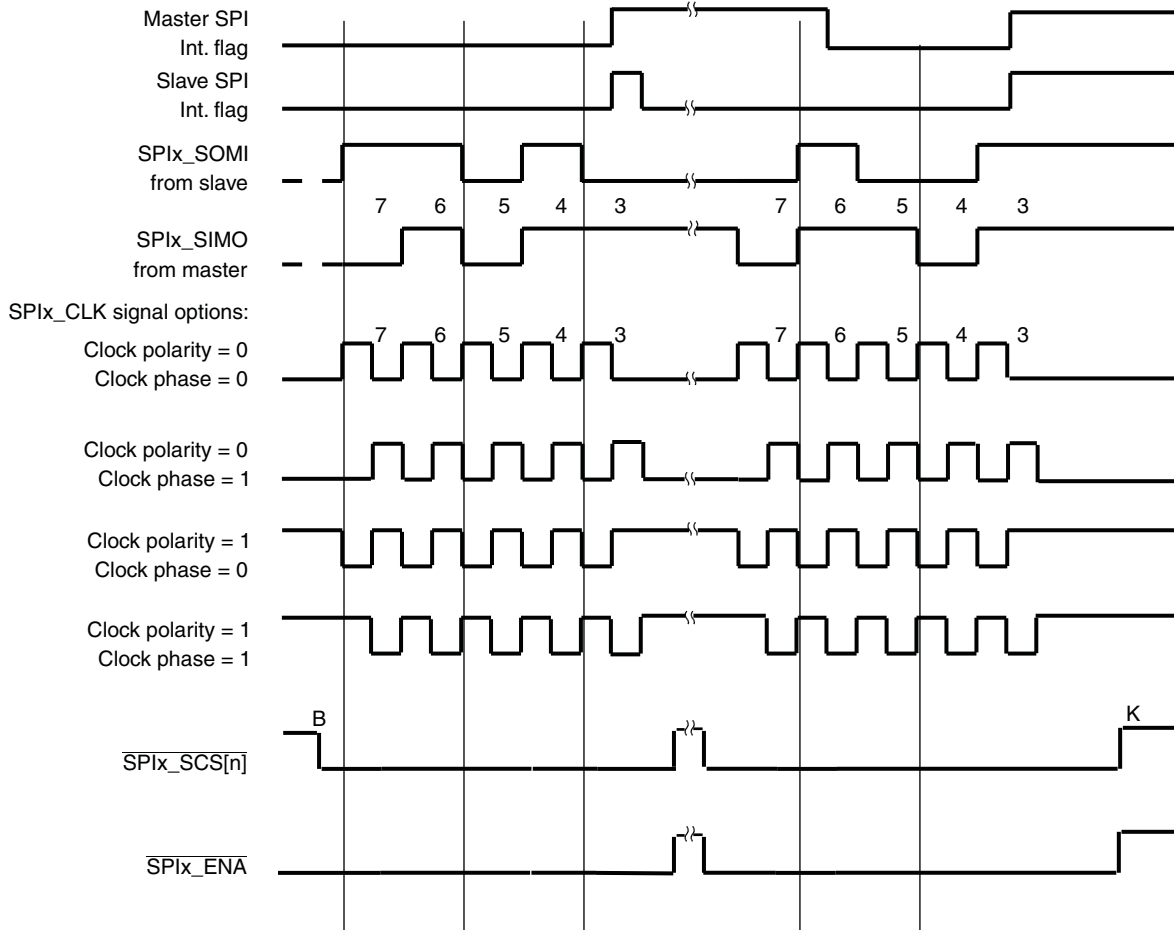 Master SPI
Int. flag
Slave SPI
Int. flag
SPIx_SOMI
from slave
7 6 5 4 3 7 6 5 4 3
SPIx_SIMO
from master
SPIx_CLK signal options:
7 6 5 4 3 7 6 5 4 3
Clock polarity = 0
Clock phase = 0
Clock polarity = 0
Clock phase = 1
Clock polarity = 1
Clock phase = 0
Clock polarity = 1
Clock phase = 1
B K
SPIx_SCS[n]
SPIx_ENA